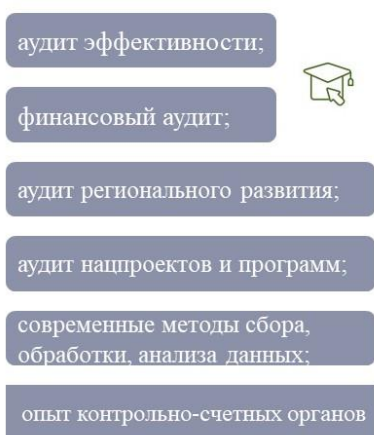 аудит эффективности;
финансовый аудит;
аудит регионального развития;
аудит нацпроектов и программ;
современные методы сбора,
обработки, анализа данных;
опыт контрольно-счетных органов